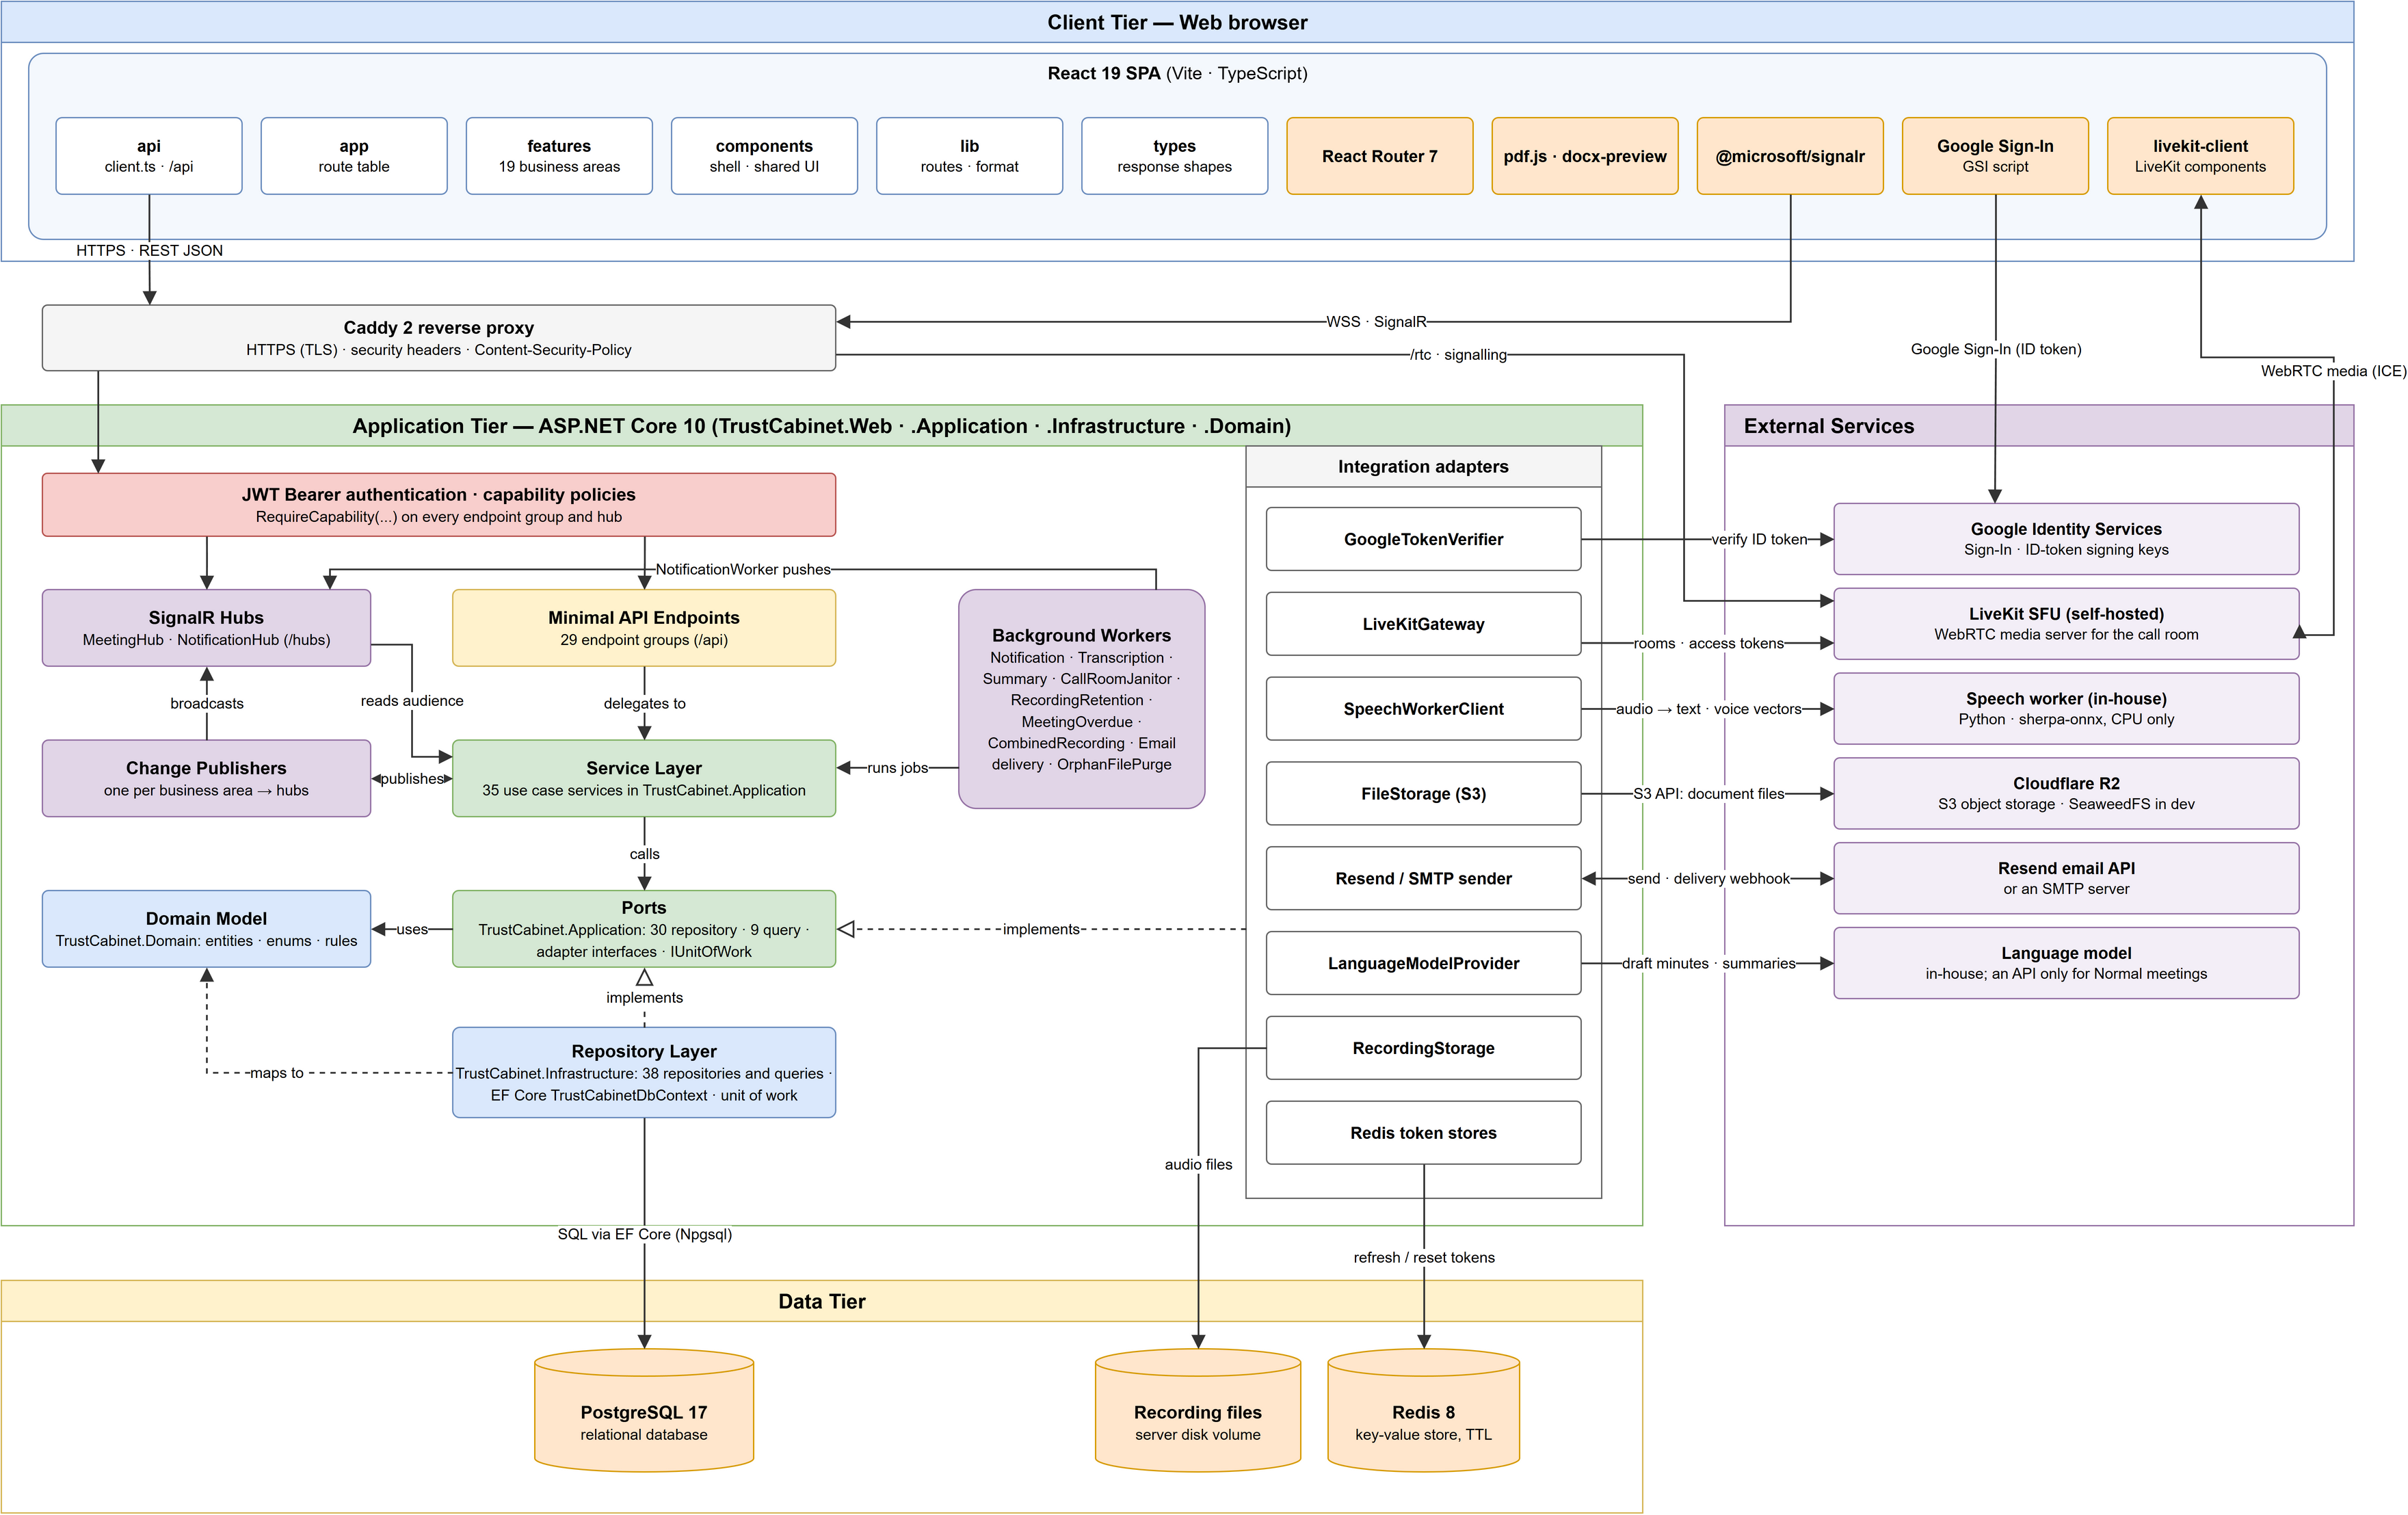 Client Tier — Web browser
React 19 SPA (Vite · TypeScript)
api
client.ts · /api
app
route table
features
19 business areas
components
shell · shared UI
lib
routes · format
types
response shapes
React Router 7
pdf.js · docx-preview
@microsoft/signalr
Google Sign-In
GSI script
livekit-client
LiveKit components
HTTPS · REST JSON
Caddy 2 reverse proxy
HTTPS (TLS) · security headers · Content-Security-Policy
WSS · SignalR
/rtc · signalling
Google Sign-In (ID token)
WebRTC media (ICE)
Application Tier — ASP.NET Core 10 (TrustCabinet.Web · .Application · .Infrastructure · .Domain)
External Services
JWT Bearer authentication · capability policies
RequireCapability(...) on every endpoint group and hub
NotificationWorker pushes
SignalR Hubs
MeetingHub · NotificationHub (/hubs)
Minimal API Endpoints
29 endpoint groups (/api)
Background Workers
Notification · Transcription ·
Summary · CallRoomJanitor ·
RecordingRetention ·
MeetingOverdue ·
CombinedRecording · Email
delivery · OrphanFilePurge
broadcasts
reads audience
delegates to
Change Publishers
one per business area → hubs
publishes
Service Layer
35 use case services in TrustCabinet.Application
runs jobs
calls
Domain Model
TrustCabinet.Domain: entities · enums · rules
uses
Ports
TrustCabinet.Application: 30 repository · 9 query ·
adapter interfaces · IUnitOfWork
implements
implements
maps to
Repository Layer
TrustCabinet.Infrastructure: 38 repositories and queries ·
EF Core TrustCabinetDbContext · unit of work
Integration adapters
GoogleTokenVerifier
LiveKitGateway
SpeechWorkerClient
FileStorage (S3)
Resend / SMTP sender
LanguageModelProvider
RecordingStorage
Redis token stores
verify ID token
rooms · access tokens
audio → text · voice vectors
S3 API: document files
send · delivery webhook
draft minutes · summaries
Google Identity Services
Sign-In · ID-token signing keys
LiveKit SFU (self-hosted)
WebRTC media server for the call room
Speech worker (in-house)
Python · sherpa-onnx, CPU only
Cloudflare R2
S3 object storage · SeaweedFS in dev
Resend email API
or an SMTP server
Language model
in-house; an API only for Normal meetings
SQL via EF Core (Npgsql)
audio files
refresh / reset tokens
Data Tier
PostgreSQL 17
relational database
Recording files
server disk volume
Redis 8
key-value store, TTL